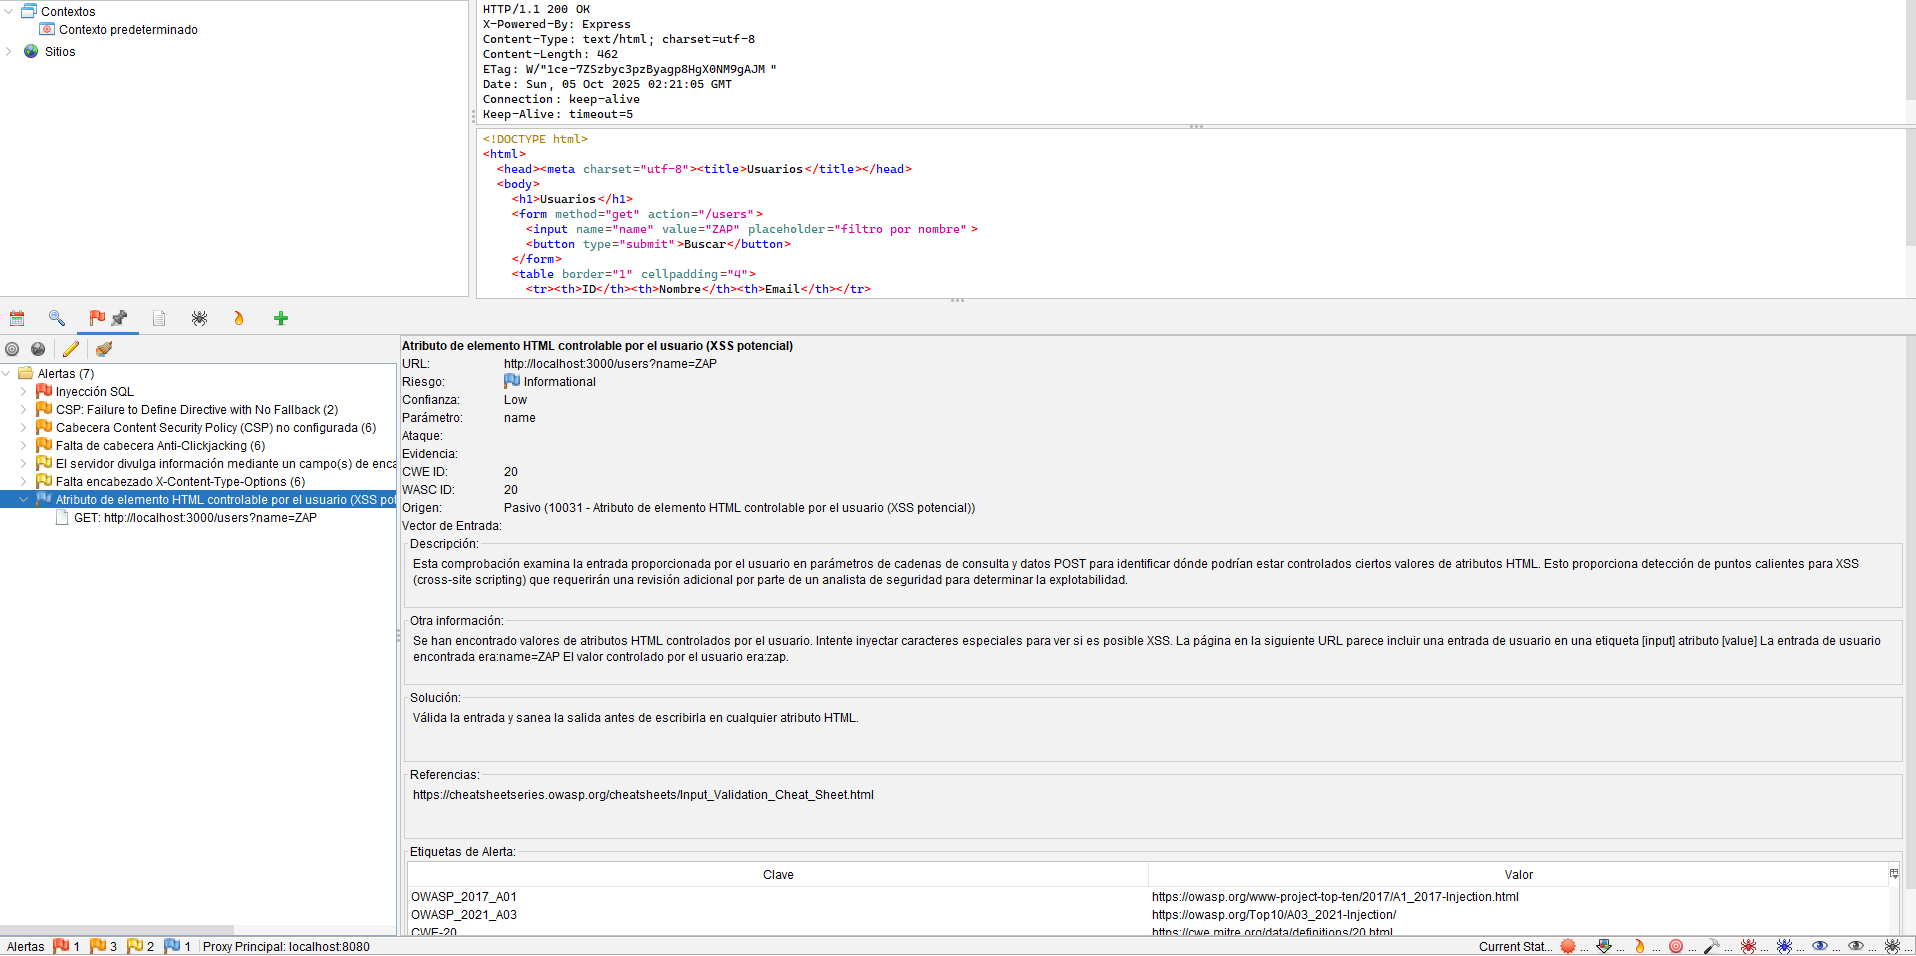 Contextos
Contexto predeterminado
Sitios
HTTP/1.1 200 OK
X-Powered-By: Express
Content-Type: text/html; charset=utf-8
Content-Length: 462
ETag: W/"1ce-7ZSzbyc3pzByagp8HgX0NM9gAJM"
Date: Sun, 05 Oct 2025 02:21:05 GMT
Connection: keep-alive
Keep-Alive: timeout=5
<!DOCTYPE html>
<html>
<head><meta charset="utf-8"><title>Usuarios</title></head>
<body>
<h1>Usuarios</h1>
<form method="get" action="/users">
<input name="name" value="ZAP" placeholder="filtro por nombre">
<button type="submit">Buscar</button>
</form>
<table border="1" cellpadding="4">
<tr><th>ID</th><th>Nombre</th><th>Email</th></tr>
Alertas (7)
Inyección SQL
CSP: Failure to Define Directive with No Fallback (2)
Cabecera Content Security Policy (CSP) no configurada (6)
Falta de cabecera Anti-Clickjacking (6)
El servidor divulga información mediante un campo(s) de enca
Falta encabezado X-Content-Type-Options (6)
Atributo de elemento HTML controlable por el usuario (XSS pot
GET: http://localhost:3000/users?name=ZAP
Atributo de elemento HTML controlable por el usuario (XSS potencial)
URL: http://localhost:3000/users?name=ZAP
Riesgo: Informational
Confianza: Low
Parámetro: name
Ataque:
Evidencia:
CWE ID: 20
WASC ID: 20
Origen: Pasivo (10031 - Atributo de elemento HTML controlable por el usuario (XSS potencial))
Vector de Entrada:
Descripción:
Esta comprobación examina la entrada proporcionada por el usuario en parámetros de cadenas de consulta y datos POST para identificar dónde podrían estar controlados ciertos valores de atributos HTML. Esto proporciona detección de puntos calientes para XSS
(cross-site scripting) que requerirán una revisión adicional por parte de un analista de seguridad para determinar la explotabilidad.
Otra información:
Se han encontrado valores de atributos HTML controlados por el usuario. Intente inyectar caracteres especiales para ver si es posible XSS. La página en la siguiente URL parece incluir una entrada de usuario en una etiqueta [input] atributo [value] La entrada de usuario
encontrada era:name=ZAP El valor controlado por el usuario era:zap.
Solución:
Válida la entrada y sanea la salida antes de escribirla en cualquier atributo HTML.
Referencias:
https://cheatsheetseries.owasp.org/cheatsheets/Input_Validation_Cheat_Sheet.html
Etiquetas de Alerta:
Clave Valor
OWASP_2017_A01 https://owasp.org/www-project-top-ten/2017/A1_2017-Injection.html
OWASP_2021_A03 https://owasp.org/Top10/A03_2021-Injection/
CWE-20 https://cwe.mitre.org/data/definitions/20.html
Alertas 1 3 2 1 Proxy Principal: localhost:8080
Current Stat... ... ... ... ... ... ... ... ... ... ...